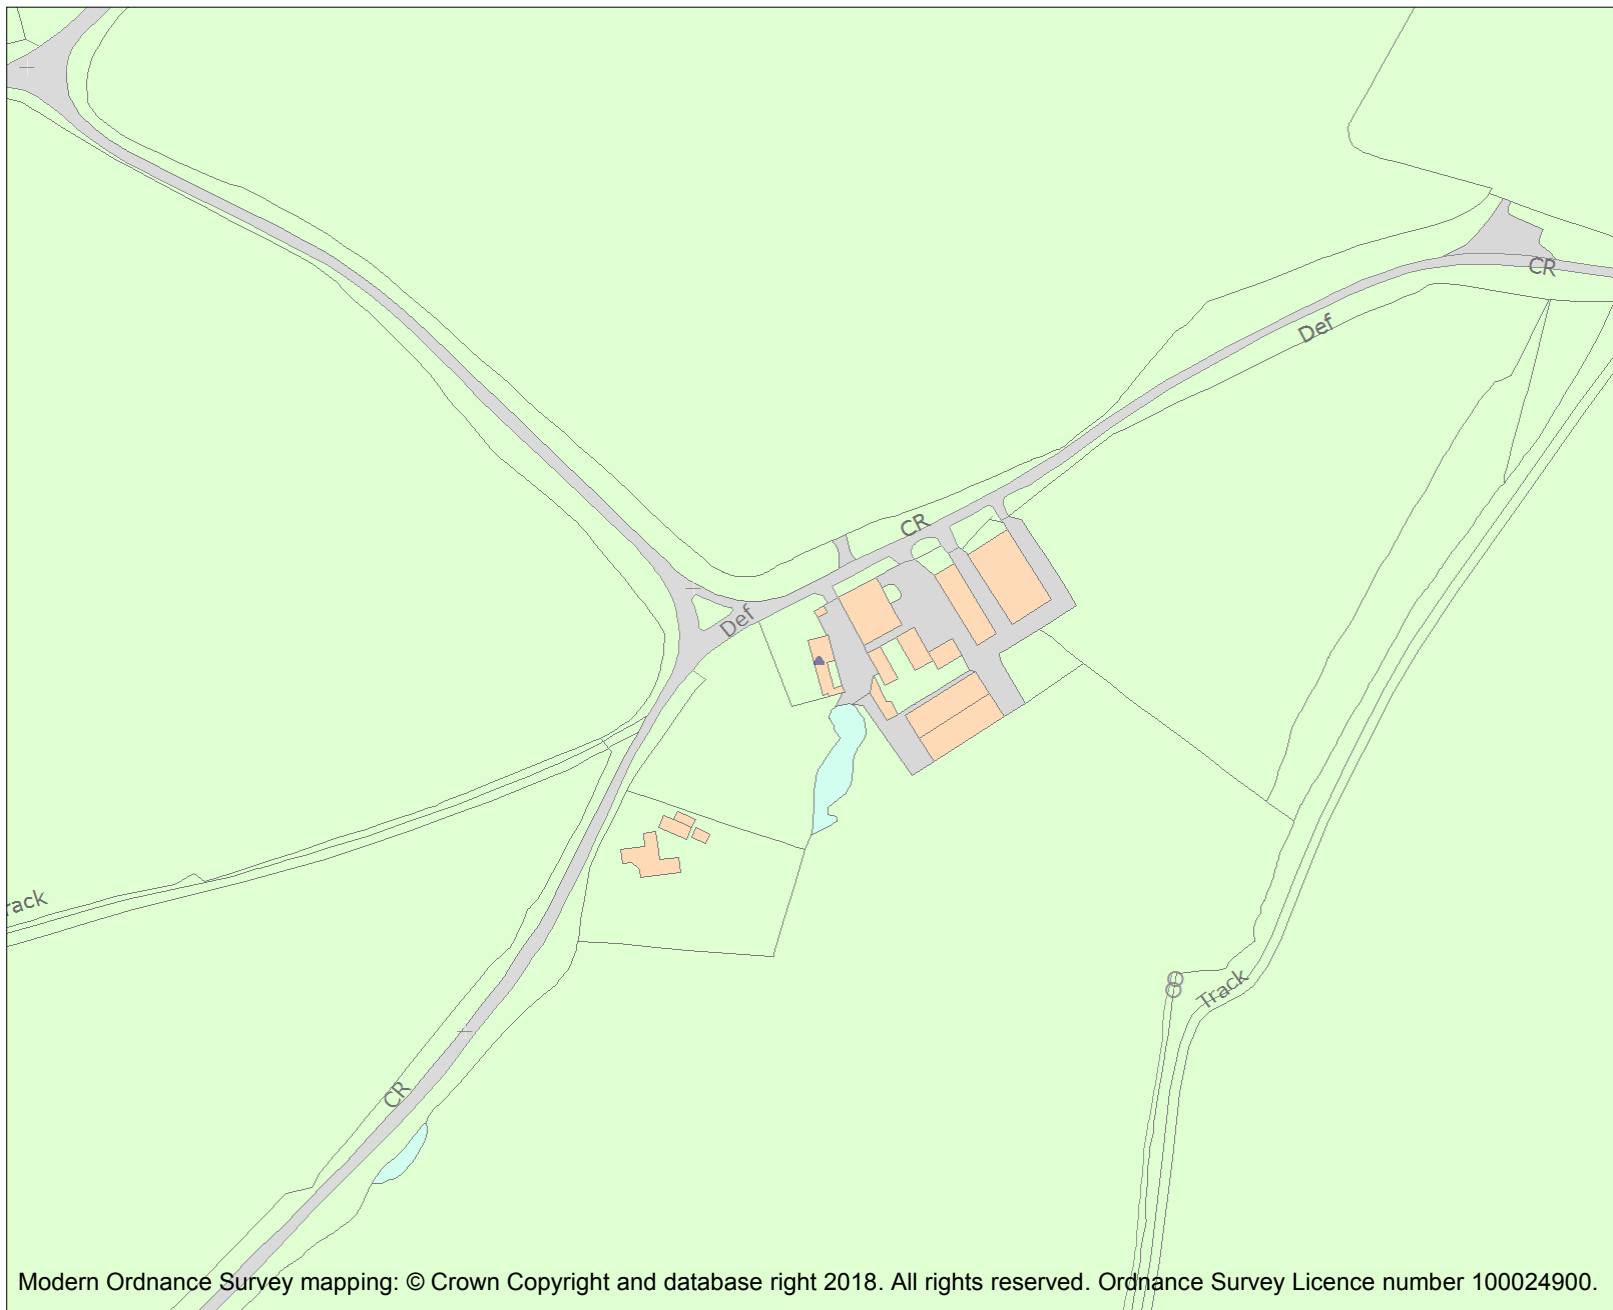 CR
Def
CR
Def
rack
Track
CR
Modern Ordnance Survey mapping: © Crown Copyright and database right 2018. All rights reserved. Ordnance Survey Licence number 100024900.